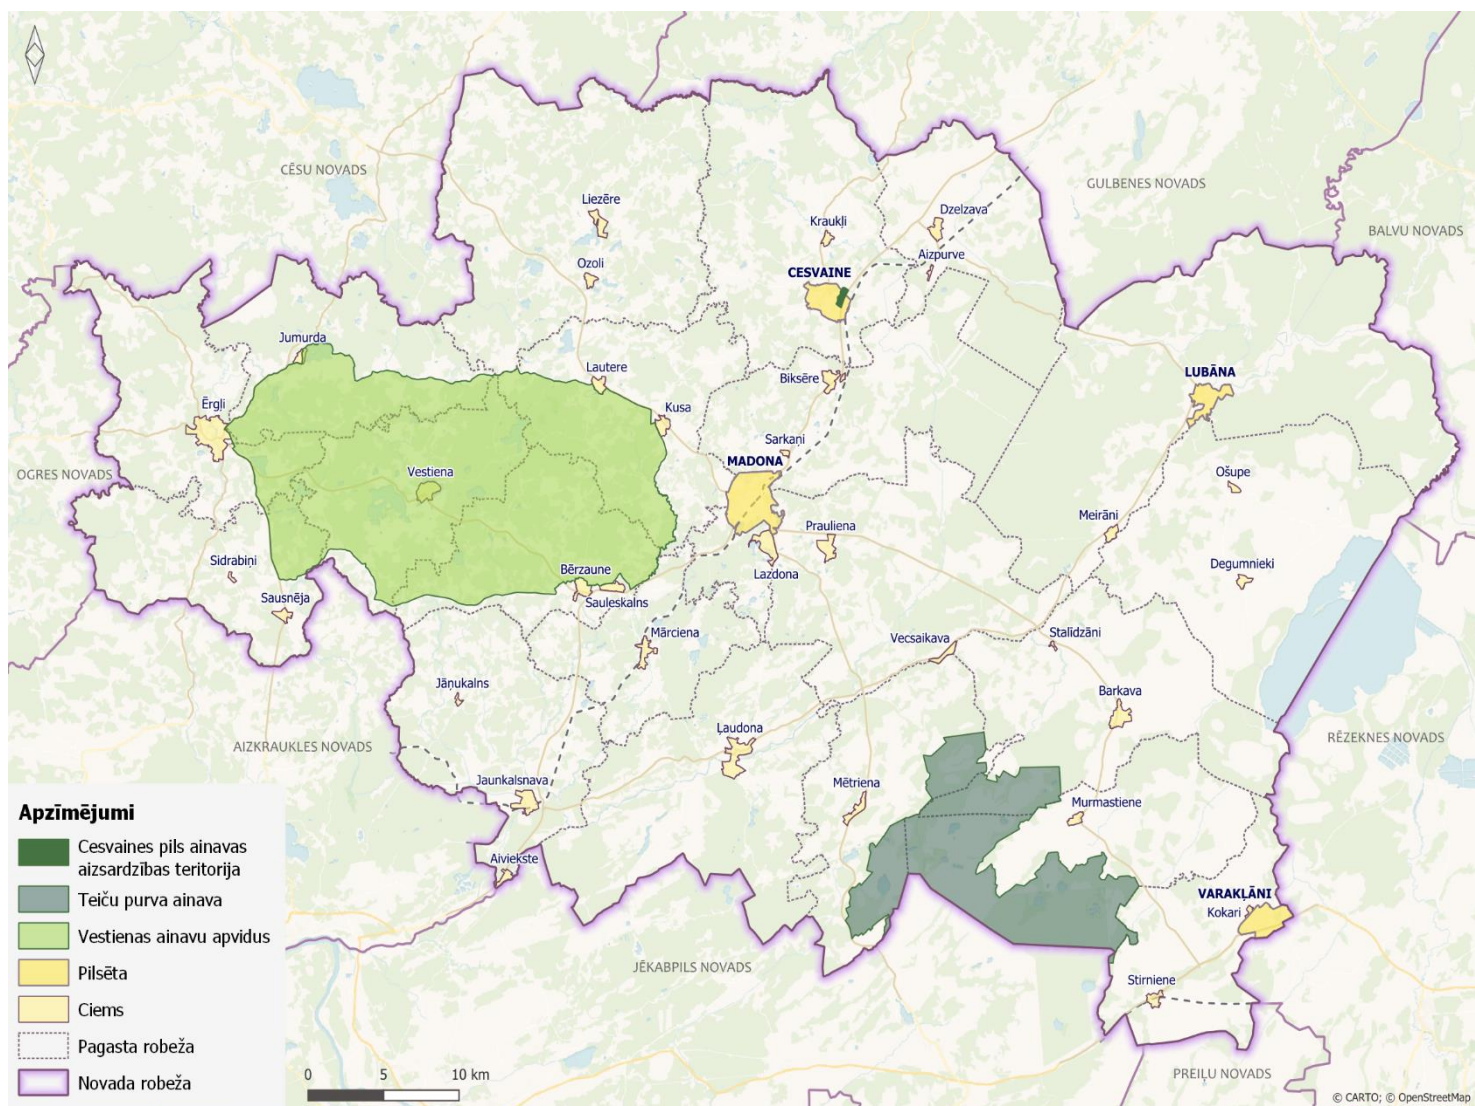 CĒSU NOVADS
GULBENES NOVADS
BALVU NOVADS
Liezēre
Kraukļi
Dzelzava
Aizpurve
Ozoli
CESVAINE
Jumurda
Lautere
Biksēre
LUBĀNA
Ērgļi
Kusa
Sarkaņi
MADONA
OGRES NOVADS
Vestiena
Ošupe
Meirāni
Prauliena
Sidrabiņi
Bērzaune
Lazdona
Degumnieki
Sausnēja
Sauleskalns
Mārciena
Vecsaikava
Stalīdzāni
Jāņukalns
Barkava
AIZKRAUKLES NOVADS
Ļaudona
RĒZEKNES NOVADS
Jaunkalsnava
Mētriena
Murmastiene
Aiviekste
VARAKĻĀNI
Kokari
JĒKABPILS NOVADS
Stirniene
PREIĻU NOVADS
Apzīmējumi
Cesvaines pils ainavas
aizsardzības teritorija
Teiču purva ainava
Vestienas ainavu apvidus
Pilsēta
Ciems
Pagasta robeža
Novada robeža
0 5 10 km
© CARTO; © OpenStreetMap